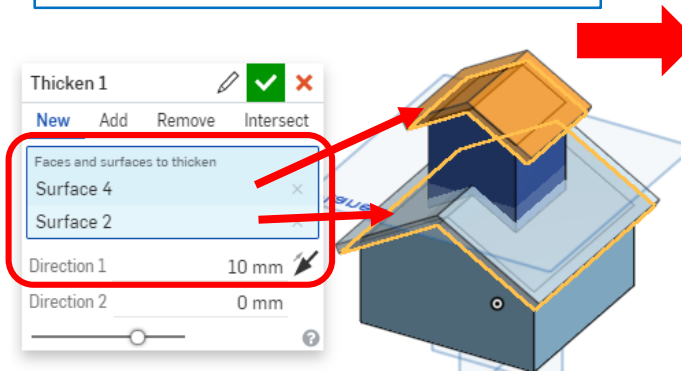 Thicken 1
New Add Remove Intersect
Faces and surfaces to thicken
Surface 4
Surface 2
Direction 1 10 mm
Direction 2 0 mm